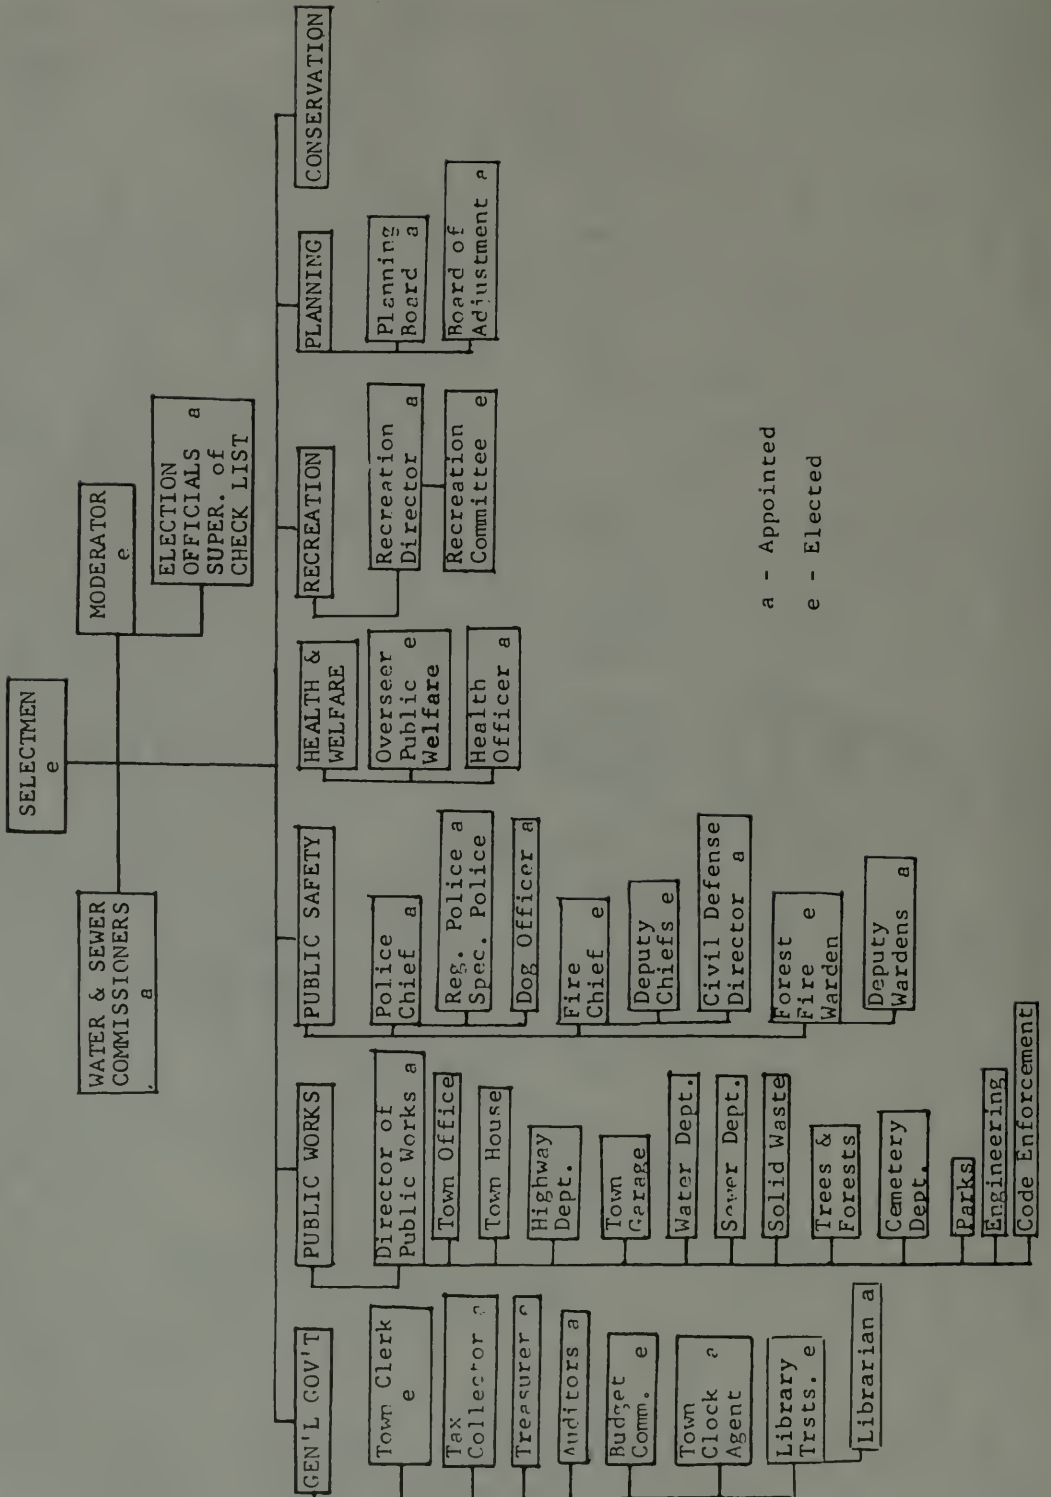 SELECTMEN
e
WATER & SEWER
COMMISSIONERS
a
MODERATOR
e
ELECTION
OFFICIALS a
SUPER. of
CHECK LIST
GEN'L GOV'T
Town Clerk
e
Tax
Collector
Treasurer
Auditors a
Budget
Comm. e
Town
Clock
Agent
Library
Trsts. e
Librarian a
PUBLIC WORKS
Director of
Public Works a
Town Office
Town House
Highway
Dept.
Town
Garage
Water Dept.
Sewer Dept.
Solid Waste
Trees &
Forests
Cemetery
Dept.
Parks
Engineering
Code Enforcement
PUBLIC SAFETY
Police
Chief a
Reg. Police a
Spec. Police
Dog Officer a
Fire
Chief e
Deputy
Chiefs e
Civil Defense
Director a
Forest
Fire e
Warden
Deputy
Wardens a
HEALTH &
WELFARE
Overseer
Public e
Welfare
Health
Officer a
RECREATION
Recreation
Director a
Recreation
Committee e
PLANNING
Planning
Board a
Board of
Adjustment a
CONSERVATION
a - Appointed
e - Elected